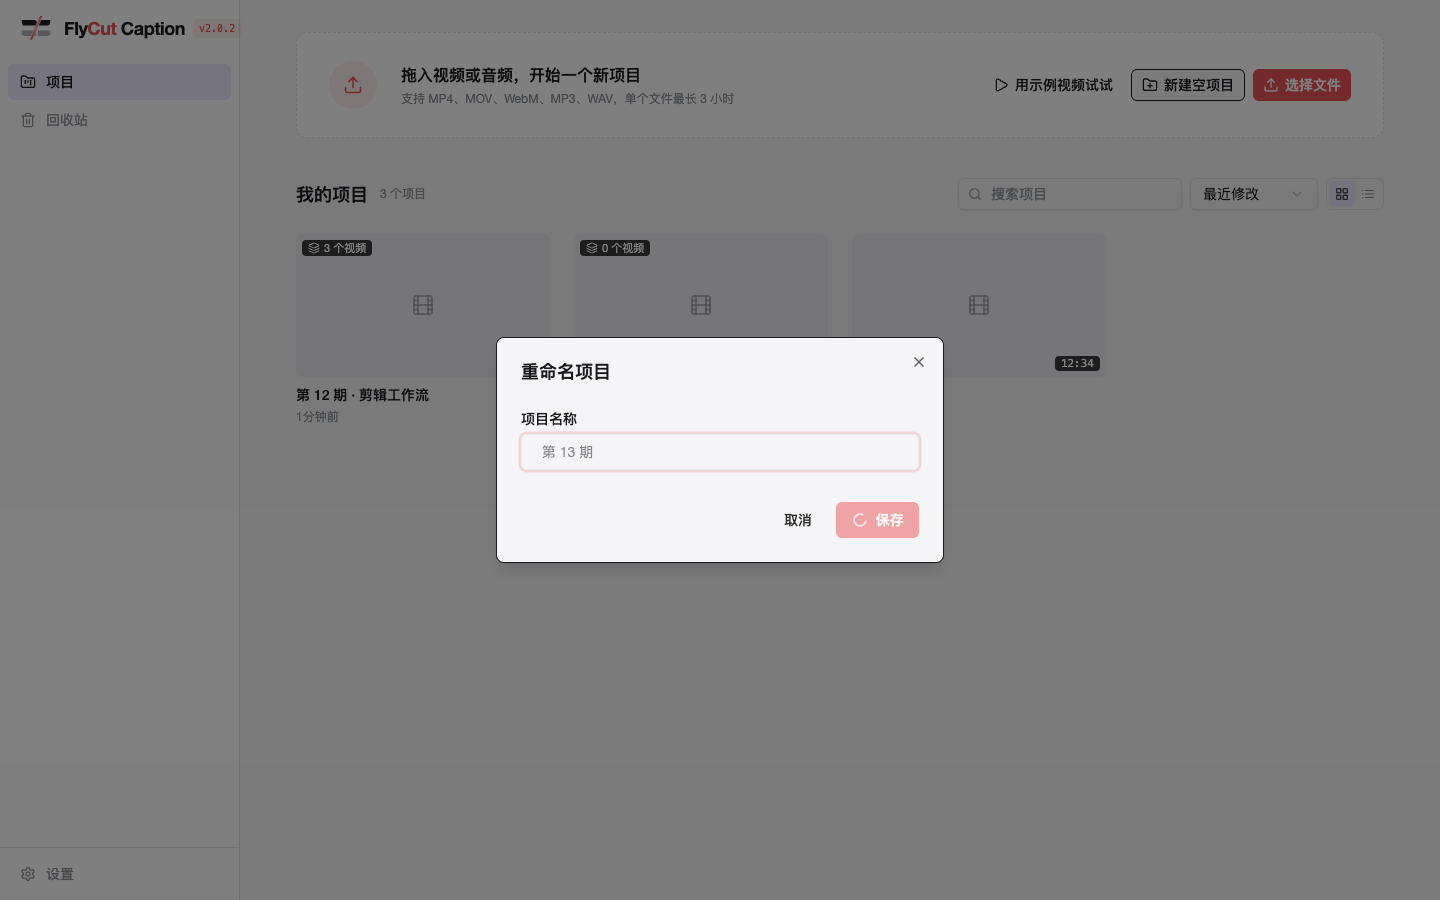 FlyCut Caption v2.0.2
项目
回收站
拖入视频或音频，开始一个新项目
支持 MP4、MOV、WebM、MP3、WAV，单个文件最长 3 小时
用示例视频试试
新建空项目
选择文件
我的项目 3 个项目
搜索项目
最近修改
3 个视频
0 个视频
12:34
第 12 期 · 剪辑工作流
1分钟前
重命名项目
项目名称
第 13 期
取消
保存
设置